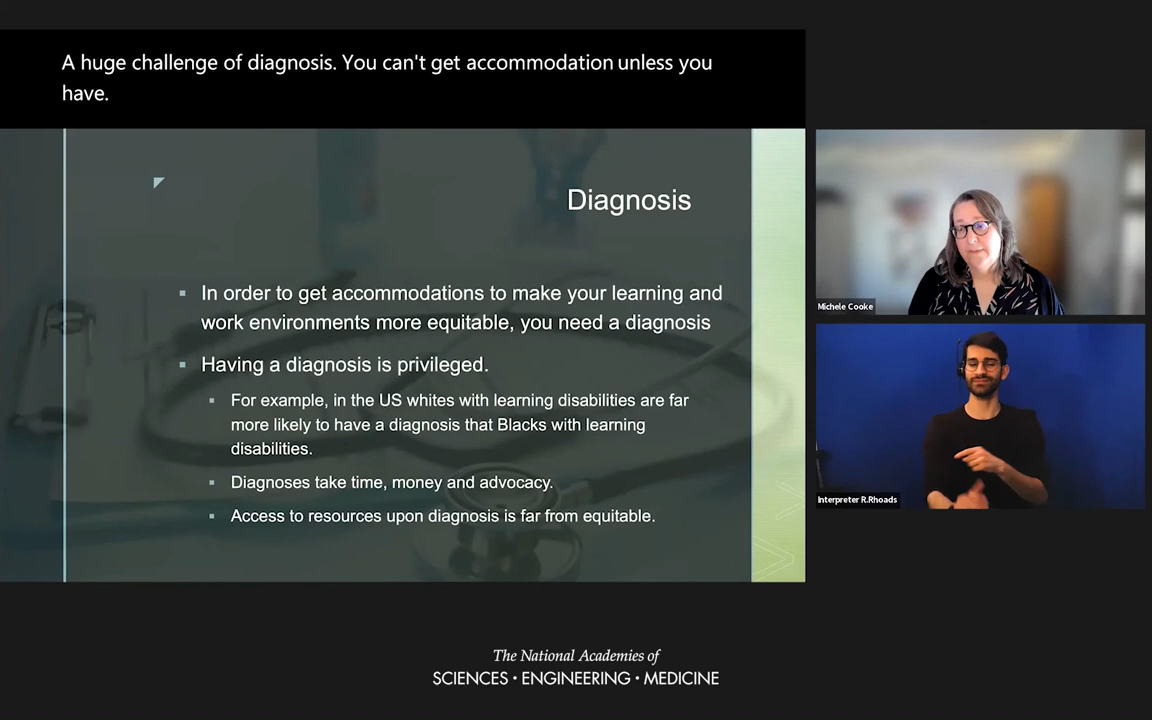 A huge challenge of diagnosis. You can't get accommodation unless you
have.
Diagnosis
In order to get accommodations to make your learning and
work environments more equitable, you need a diagnosis
Having a diagnosis is privileged.
For example, in the US whites with learning disabilities are far
more likely to have a diagnosis that Blacks with learning
disabilities.
Diagnoses take time, money and advocacy.
Access to resources upon diagnosis is far from equitable.
Michele Cooke
Interpreter R.Rhoads
The National Academies of
SCIENCES • ENGINEERING • MEDICINE